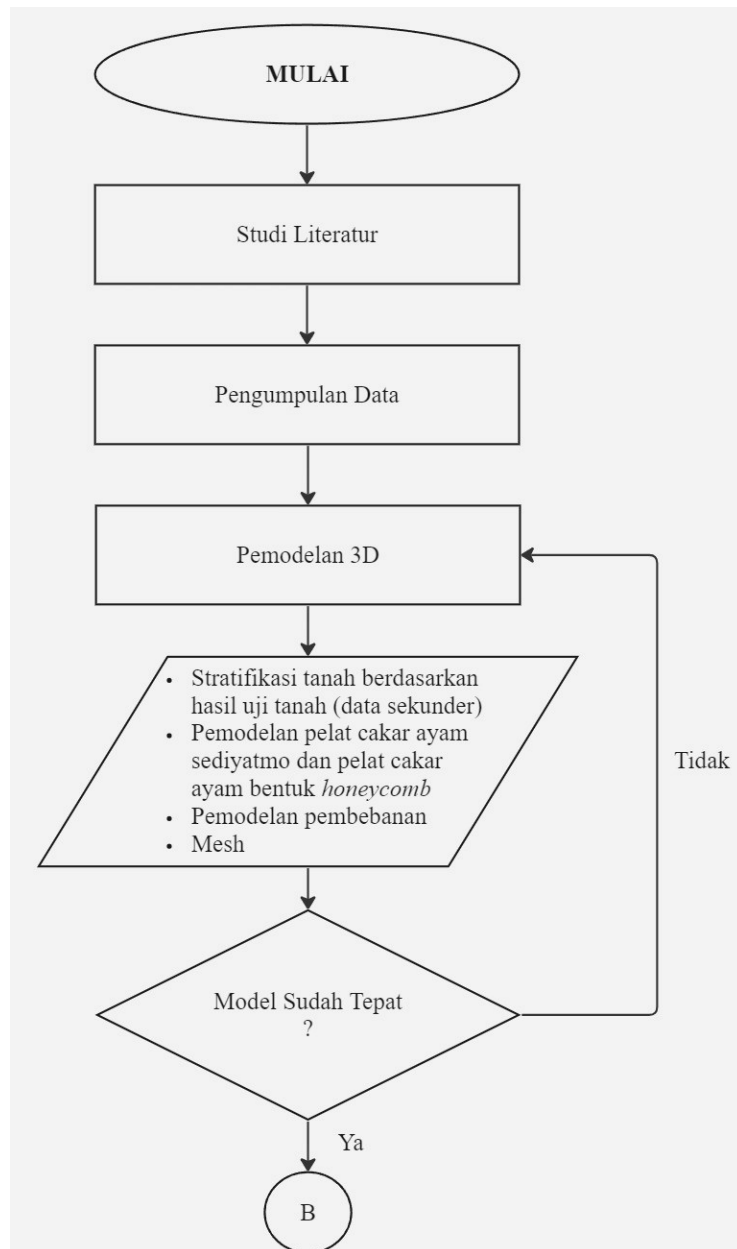 MULAI
Studi Literatur
Pengumpulan Data
Pemodelan 3D
• Stratifikasi tanah berdasarkan
hasil uji tanah (data sekunder)
• Pemodelan pelat cakar ayam
sediyatmo dan pelat cakar
ayam bentuk honeycomb
• Pemodelan pembebanan
• Mesh
Tidak
Model Sudah Tepat
?
Ya
B